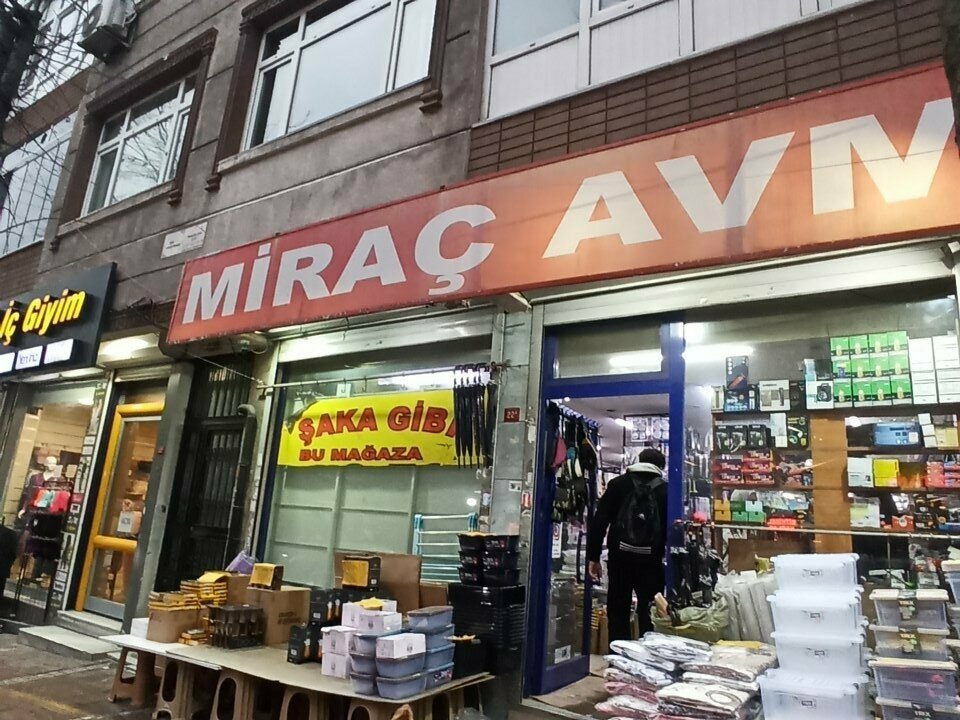 MİRAÇ AVM
İç Giyim
ŞAKA GİBİ
BU MAĞAZA